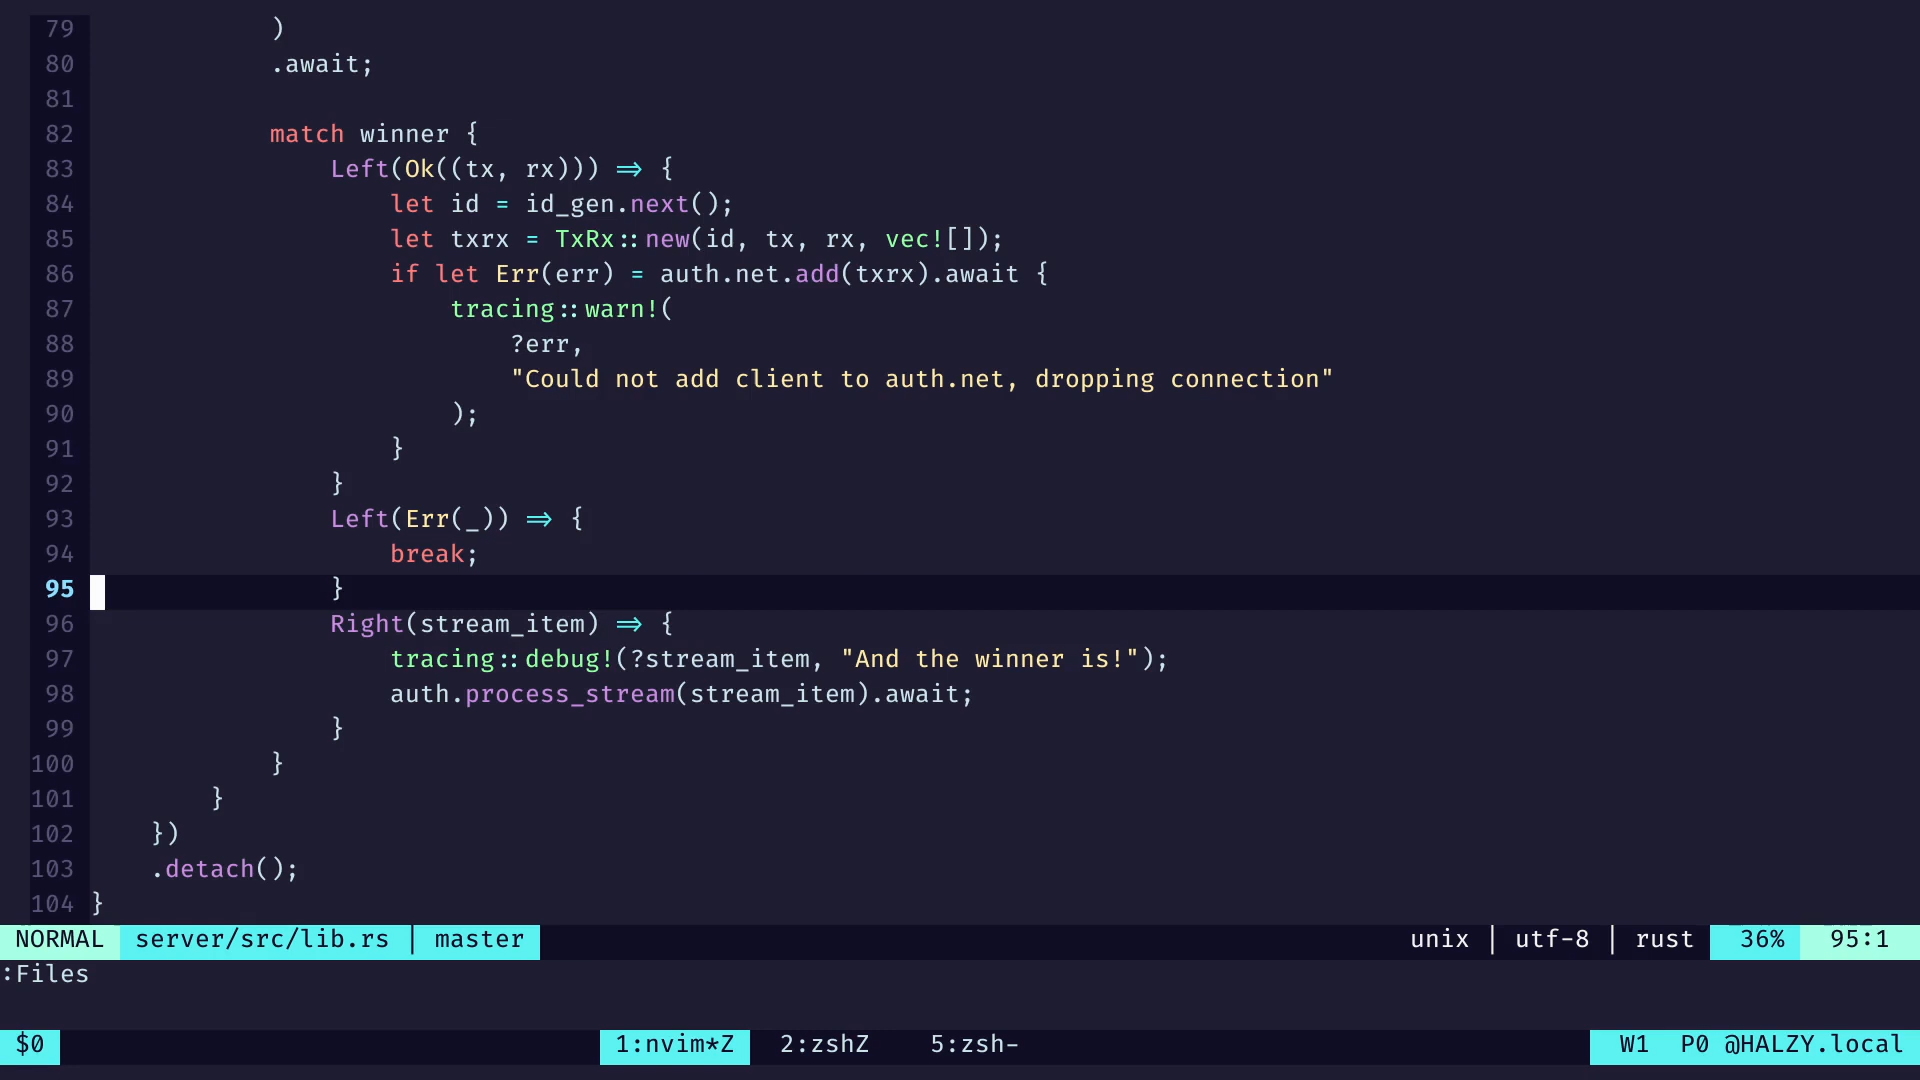 79             )
80             .await;
81
82             match winner {
83                 Left(Ok((tx, rx))) => {
84                     let id = id_gen.next();
85                     let txrx = TxRx::new(id, tx, rx, vec![]);
86                     if let Err(err) = auth.net.add(txrx).await {
87                         tracing::warn!(
88                             ?err,
89                             "Could not add client to auth.net, dropping connection"
90                         );
91                     }
92                 }
93                 Left(Err(_)) => {
94                     break;
95                 }
96                 Right(stream_item) => {
97                     tracing::debug!(?stream_item, "And the winner is!");
98                     auth.process_stream(stream_item).await;
99                 }
100             }
101         }
102     })
103     .detach();
104 }
NORMAL server/src/lib.rs | master unix | utf-8 | rust 36% 95:1
:Files
$0 1:nvim*Z 2:zshZ 5:zsh- W1 P0 @HALZY.local